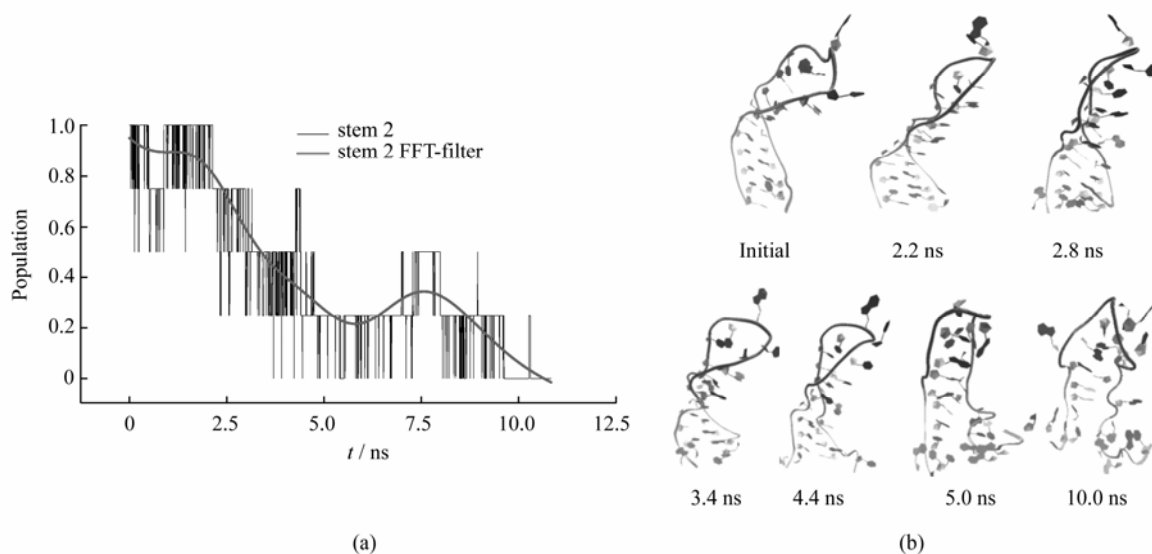 1.0
0.8
0.6
0.4
0.2
0
Population
stem 2
stem 2 FFT-filter
0 2.5 5.0 7.5 10.0 12.5
t / ns
(a)
Initial 2.2 ns 2.8 ns
3.4 ns 4.4 ns 5.0 ns 10.0 ns
(b)